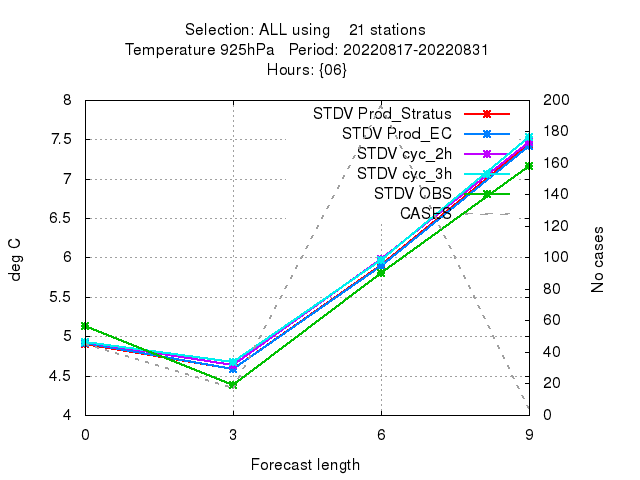 Selection: ALL using    21 stations
Temperature 925hPa   Period: 20220817-20220831
Hours: {06}
STDV Prod_Stratus
STDV Prod_EC
STDV cyc_2h
STDV cyc_3h
STDV OBS
CASES
8
7.5
7
6.5
6
5.5
5
4.5
4
deg C
200
180
160
140
120
100
80
60
40
20
0
No cases
0 3 6 9
Forecast length